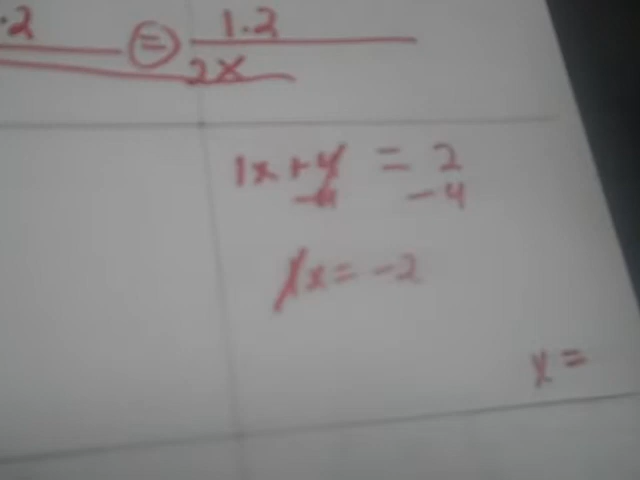 .2 = 1.2
2x
1x + 4 = 2
-4 -4
1x = -2
x =